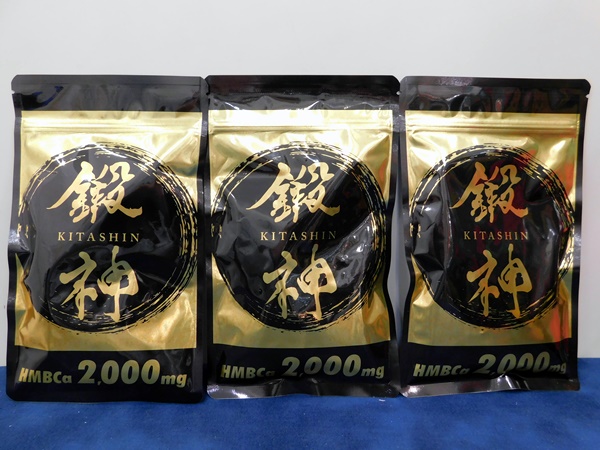 鍛
KITASHIN
神
HMBCa 2,000mg
鍛
KITASHIN
神
HMBCa 2,000mg
鍛
KITASHIN
神
HMBCa 2,000mg